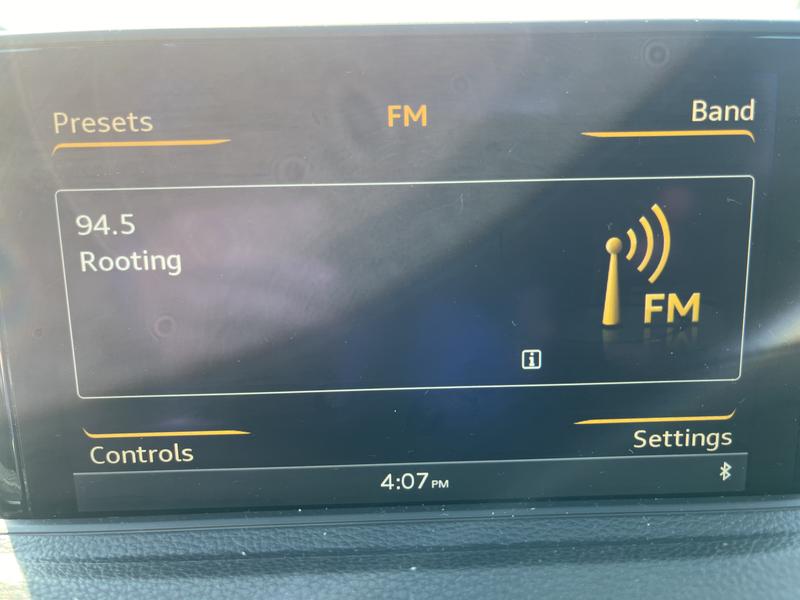 Presets
FM
Band
94.5
Rooting
FM
i
Controls
Settings
4:07 PM